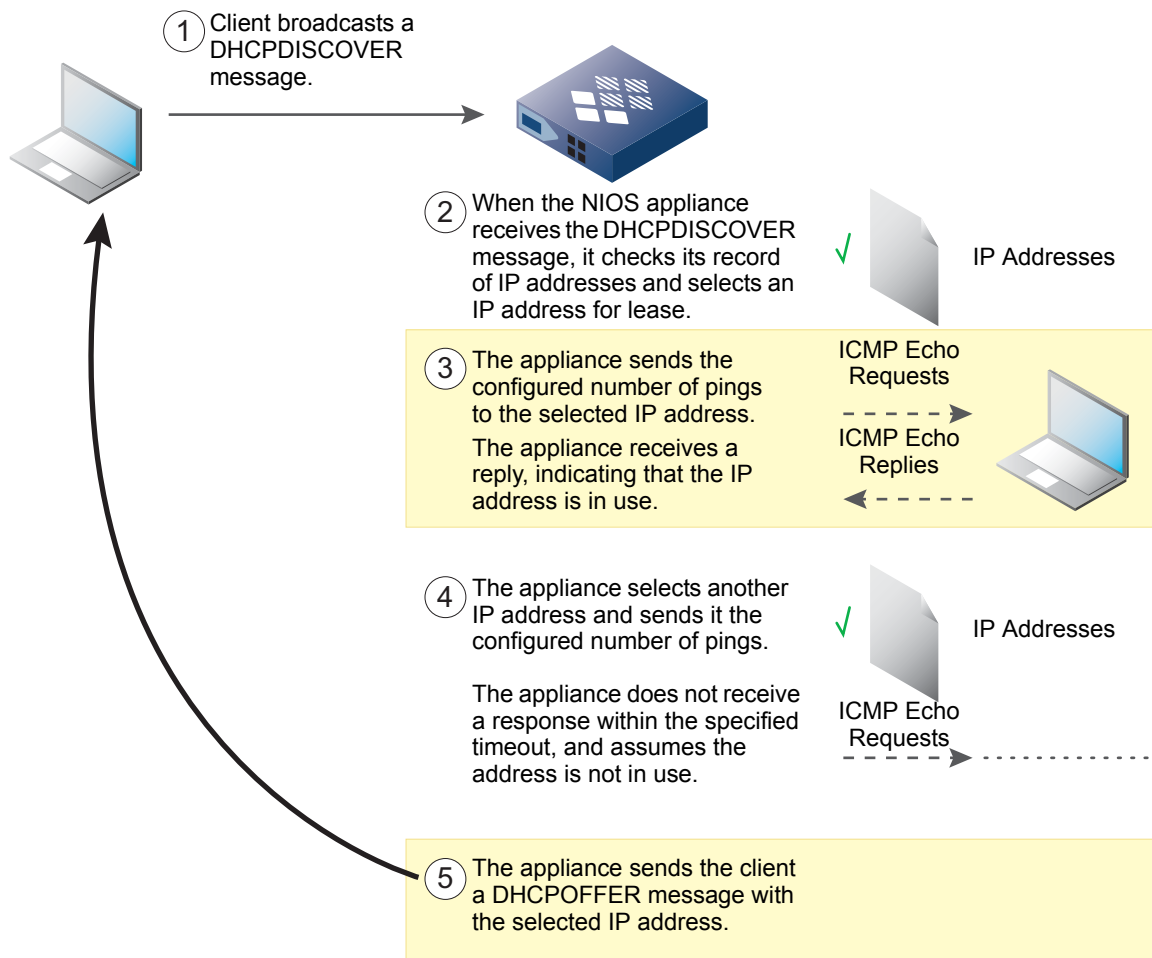 1
Client broadcasts a
DHCPDISCOVER
message.
2
When the NIOS appliance
receives the DHCPDISCOVER
message, it checks its record
of IP addresses and selects an
IP address for lease.
IP Addresses
3
The appliance sends the
configured number of pings
to the selected IP address.
The appliance receives a
reply, indicating that the IP
address is in use.
ICMP Echo
Requests
ICMP Echo
Replies
4
The appliance selects another
IP address and sends it the
configured number of pings.
The appliance does not receive
a response within the specified
timeout, and assumes the
address is not in use.
IP Addresses
ICMP Echo
Requests
5
The appliance sends the client
a DHCPOFFER message with
the selected IP address.